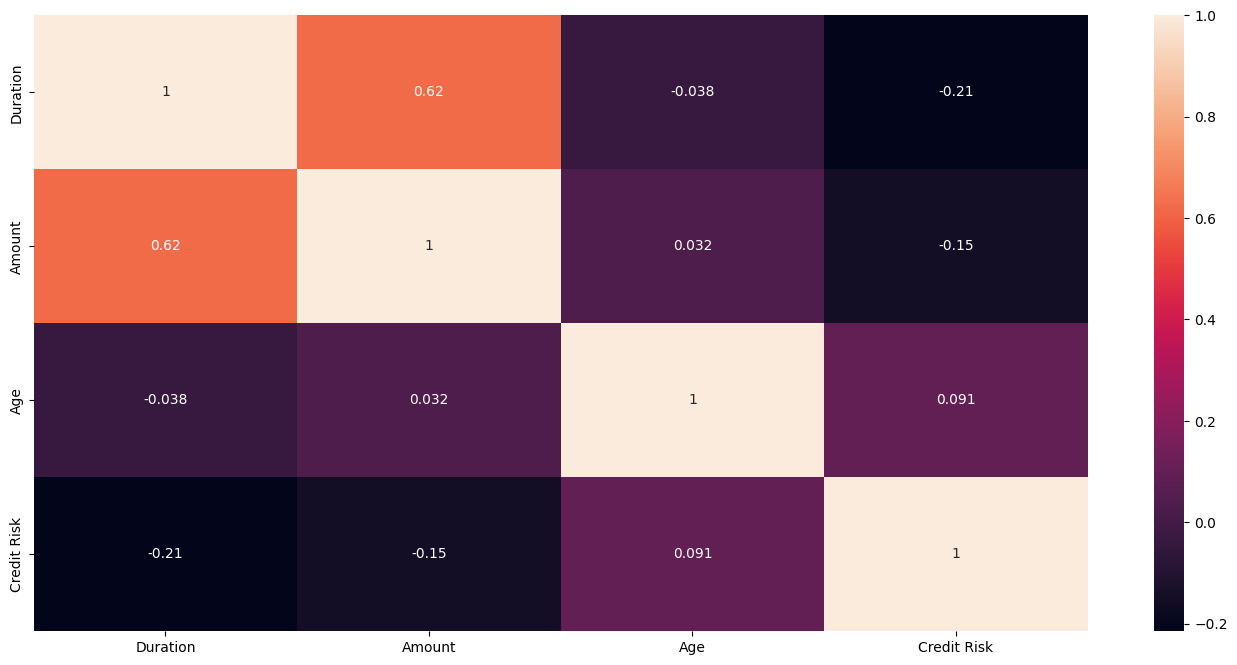 Duration 1 0.62 -0.038 -0.21
Amount 0.62 1 0.032 -0.15
Age -0.038 0.032 1 0.091
Credit Risk -0.21 -0.15 0.091 1
Duration Amount Age Credit Risk
1.0
0.8
0.6
0.4
0.2
0.0
−0.2